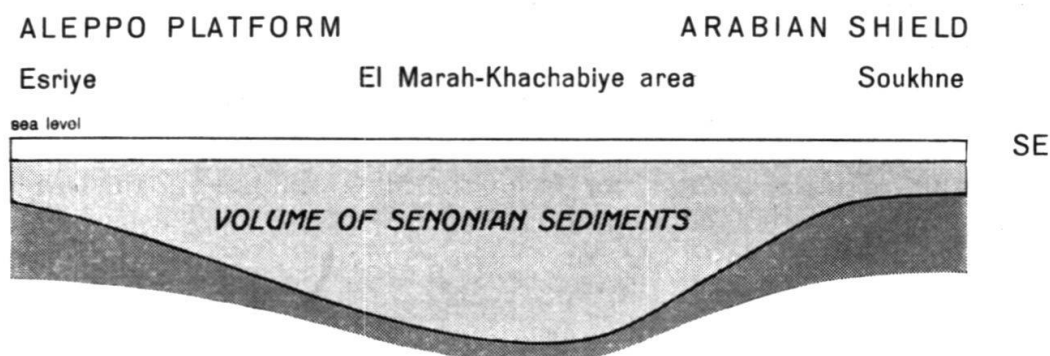 ALEPPO PLATFORM ARABIAN SHIELD
Esriye El Marah-Khachabiye area Soukhne
sea level
SE
VOLUME OF SENONIAN SEDIMENTS